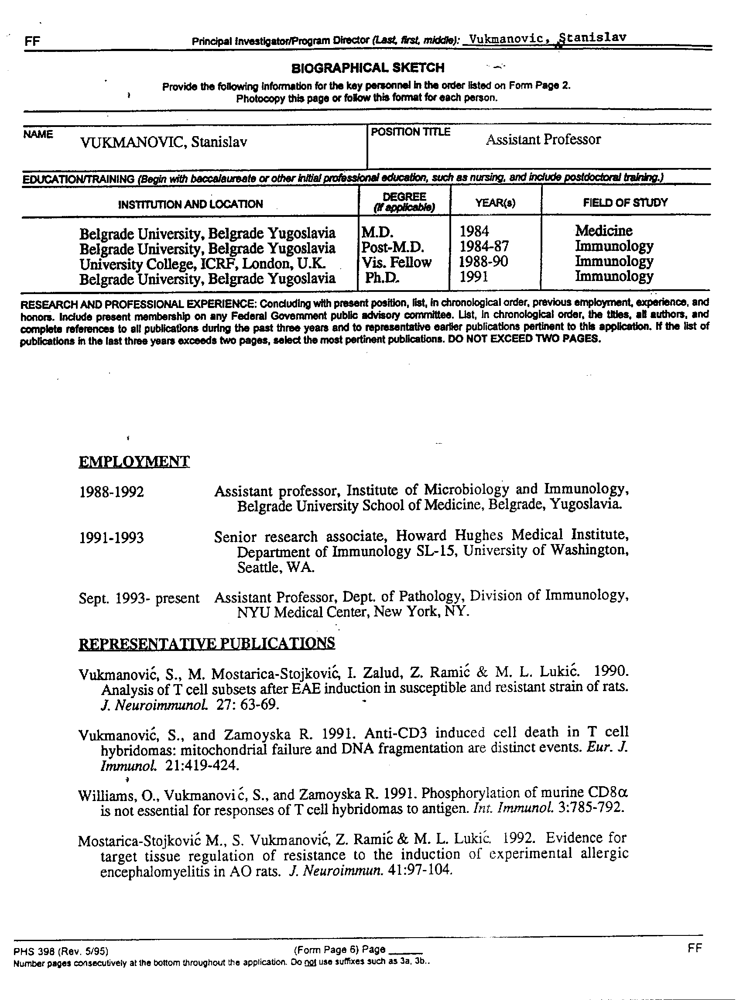 FF Principal Investigator/Program Director (Last, first, middle): Vukmanovic, Stanislav
BIOGRAPHICAL SKETCH
Provide the following information for the key personnel in the order listed on Form Page 2.
Photocopy this page or follow this format for each person.
NAME
VUKMANOVIC, Stanislav
POSITION TITLE
Assistant Professor
EDUCATION/TRAINING (Begin with baccalaureate or other initial professional education, such as nursing, and include postdoctoral training.)
INSTITUTION AND LOCATION DEGREE (if applicable) YEAR(s) FIELD OF STUDY
Belgrade University, Belgrade Yugoslavia M.D. 1984 Medicine
Belgrade University, Belgrade Yugoslavia Post-M.D. 1984-87 Immunology
University College, ICRF, London, U.K. Vis. Fellow 1988-90 Immunology
Belgrade University, Belgrade Yugoslavia Ph.D. 1991 Immunology
RESEARCH AND PROFESSIONAL EXPERIENCE: Concluding with present position, list, in chronological order, previous employment, experience, and
honors. Include present membership on any Federal Government public advisory committee. List, in chronological order, the titles, all authors, and
complete references to all publications during the past three years and to representative earlier publications pertinent to this application. If the list of
publications in the last three years exceeds two pages, select the most pertinent publications. DO NOT EXCEED TWO PAGES.
EMPLOYMENT
1988-1992 Assistant professor, Institute of Microbiology and Immunology,
Belgrade University School of Medicine, Belgrade, Yugoslavia.
1991-1993 Senior research associate, Howard Hughes Medical Institute,
Department of Immunology SL-15, University of Washington,
Seattle, WA.
Sept. 1993- present Assistant Professor, Dept. of Pathology, Division of Immunology,
NYU Medical Center, New York, NY.
REPRESENTATIVE PUBLICATIONS
Vukmanović, S., M. Mostarica-Stojković, I. Zalud, Z. Ramić & M. L. Lukić. 1990.
Analysis of T cell subsets after EAE induction in susceptible and resistant strain of rats.
J. Neuroimmunol. 27: 63-69.
Vukmanović, S., and Zamoyska R. 1991. Anti-CD3 induced cell death in T cell
hybridomas: mitochondrial failure and DNA fragmentation are distinct events. Eur. J.
Immunol. 21:419-424.
Williams, O., Vukmanović, S., and Zamoyska R. 1991. Phosphorylation of murine CD8α
is not essential for responses of T cell hybridomas to antigen. Int. Immunol. 3:785-792.
Mostarica-Stojković M., S. Vukmanović, Z. Ramić & M. L. Lukić. 1992. Evidence for
target tissue regulation of resistance to the induction of experimental allergic
encephalomyelitis in AO rats. J. Neuroimmun. 41:97-104.
PHS 398 (Rev. 5/95) (Form Page 6) Page ______ FF
Number pages consecutively at the bottom throughout the application. Do not use suffixes such as 3a, 3b..